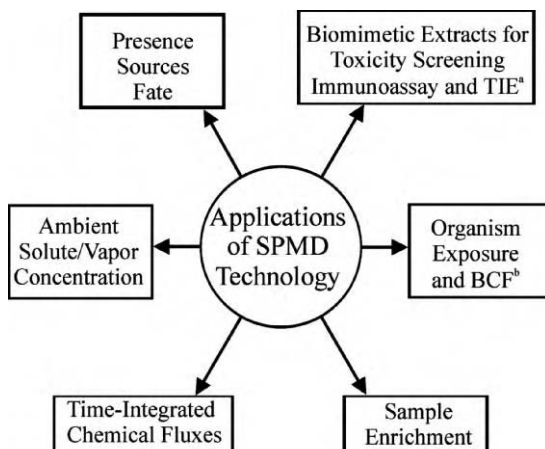 Presence
Sources
Fate
Biomimetic Extracts for
Toxicity Screening
Immunoassay and TIEᵃ
Applications
of SPMD
Technology
Ambient
Solute/Vapor
Concentration
Organism
Exposure
and BCFᵇ
Time-Integrated
Chemical Fluxes
Sample
Enrichment